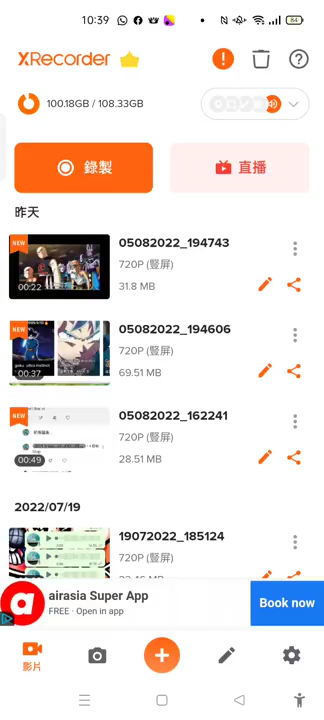 10:39
84
XRecorder
100.18GB / 108.33GB
錄製
直播
昨天
NEW
00:22
05082022_194743
720P (豎屏)
31.8 MB
NEW
00:37
05082022_194606
720P (豎屏)
69.51 MB
NEW
00:49
05082022_162241
720P (豎屏)
28.51 MB
2022/07/19
19072022_185124
720P (豎屏)
a
airasia Super App
FREE · Open in app
Book now
影片